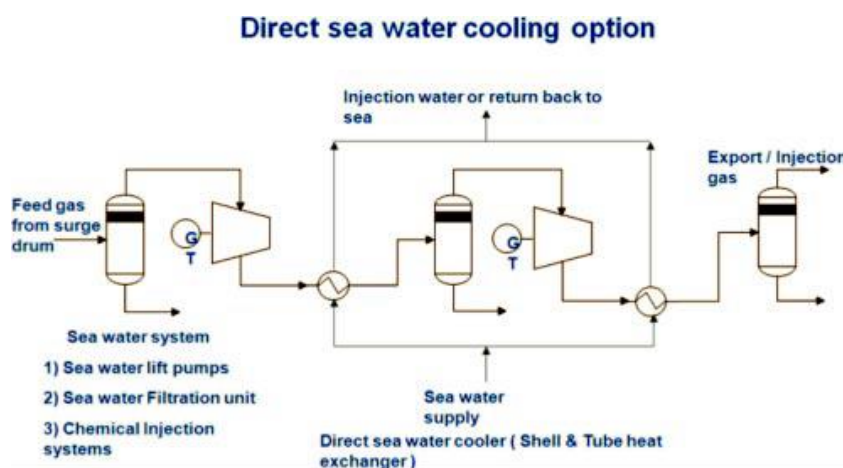 Direct sea water cooling option
Injection water or return back to
sea
Export / Injection
gas
Feed gas
from surge
drum
G
T
G
T
Sea water system
1) Sea water lift pumps
2) Sea water Filtration unit
3) Chemical Injection
systems
Sea water
supply
Direct sea water cooler ( Shell & Tube heat
exchanger )